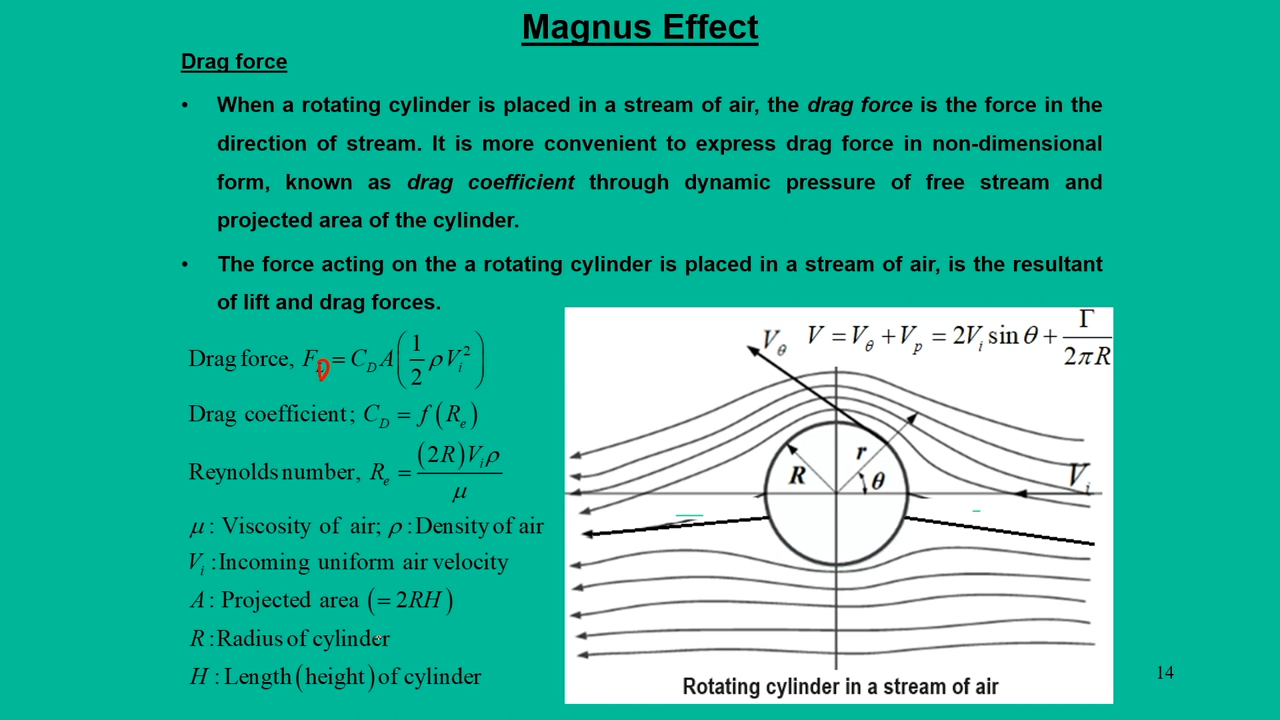 Magnus Effect
Drag force
• When a rotating cylinder is placed in a stream of air, the drag force is the force in the
direction of stream. It is more convenient to express drag force in non-dimensional
form, known as drag coefficient through dynamic pressure of free stream and
projected area of the cylinder.
• The force acting on the a rotating cylinder is placed in a stream of air, is the resultant
of lift and drag forces.
Drag force, F_D = C_D A (1/2 ρ V_i^2)
Drag coefficient; C_D = f(R_e)
Reynolds number, R_e = (2R)V_i ρ / μ
μ : Viscosity of air; ρ : Density of air
V_i : Incoming uniform air velocity
A : Projected area (= 2RH)
R : Radius of cylinder
H : Length (height) of cylinder
V_θ V = V_θ + V_p = 2V_i sin θ + Γ / 2πR
r
R θ
V_i
Rotating cylinder in a stream of air
14